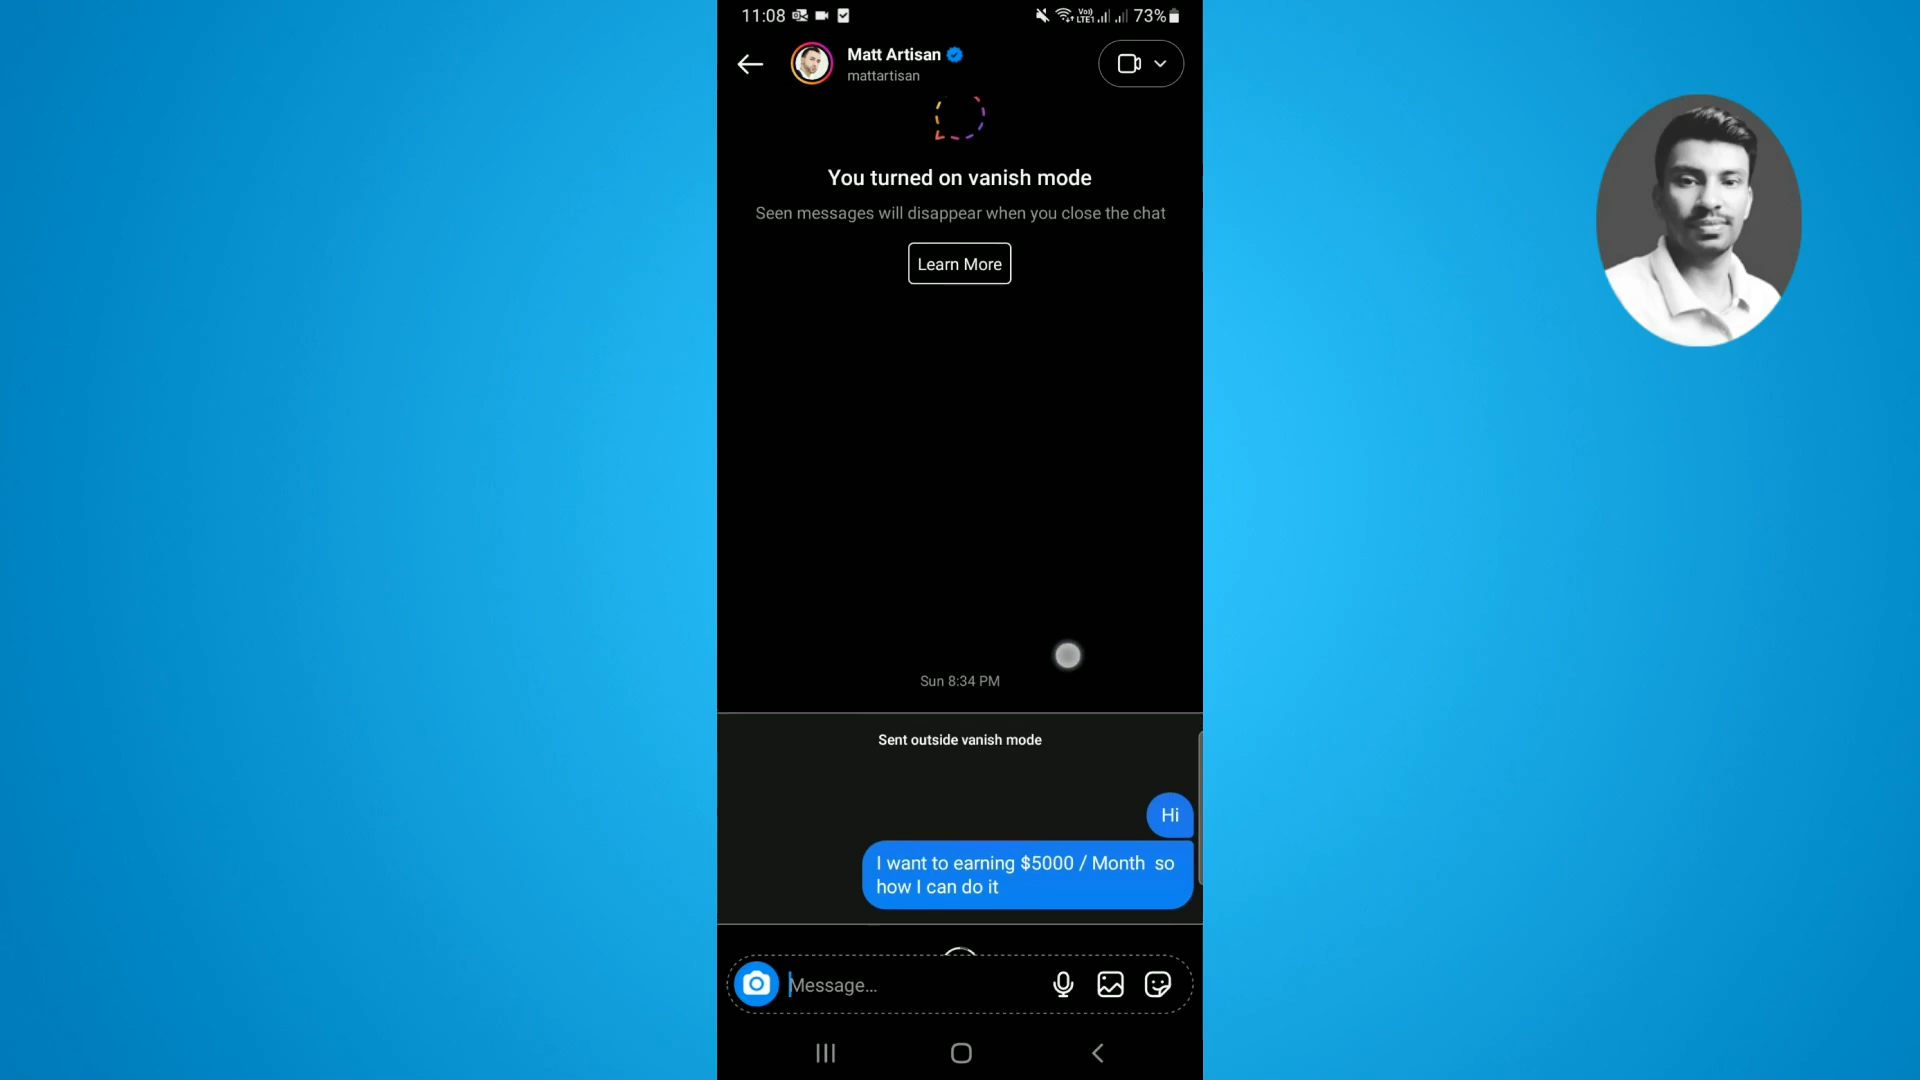 11:08
Vo)) LTE1 73%
Matt Artisan
mattartisan
You turned on vanish mode
Seen messages will disappear when you close the chat
Learn More
Sun 8:34 PM
Sent outside vanish mode
Hi
I want to earning $5000 / Month so
how I can do it
Message...